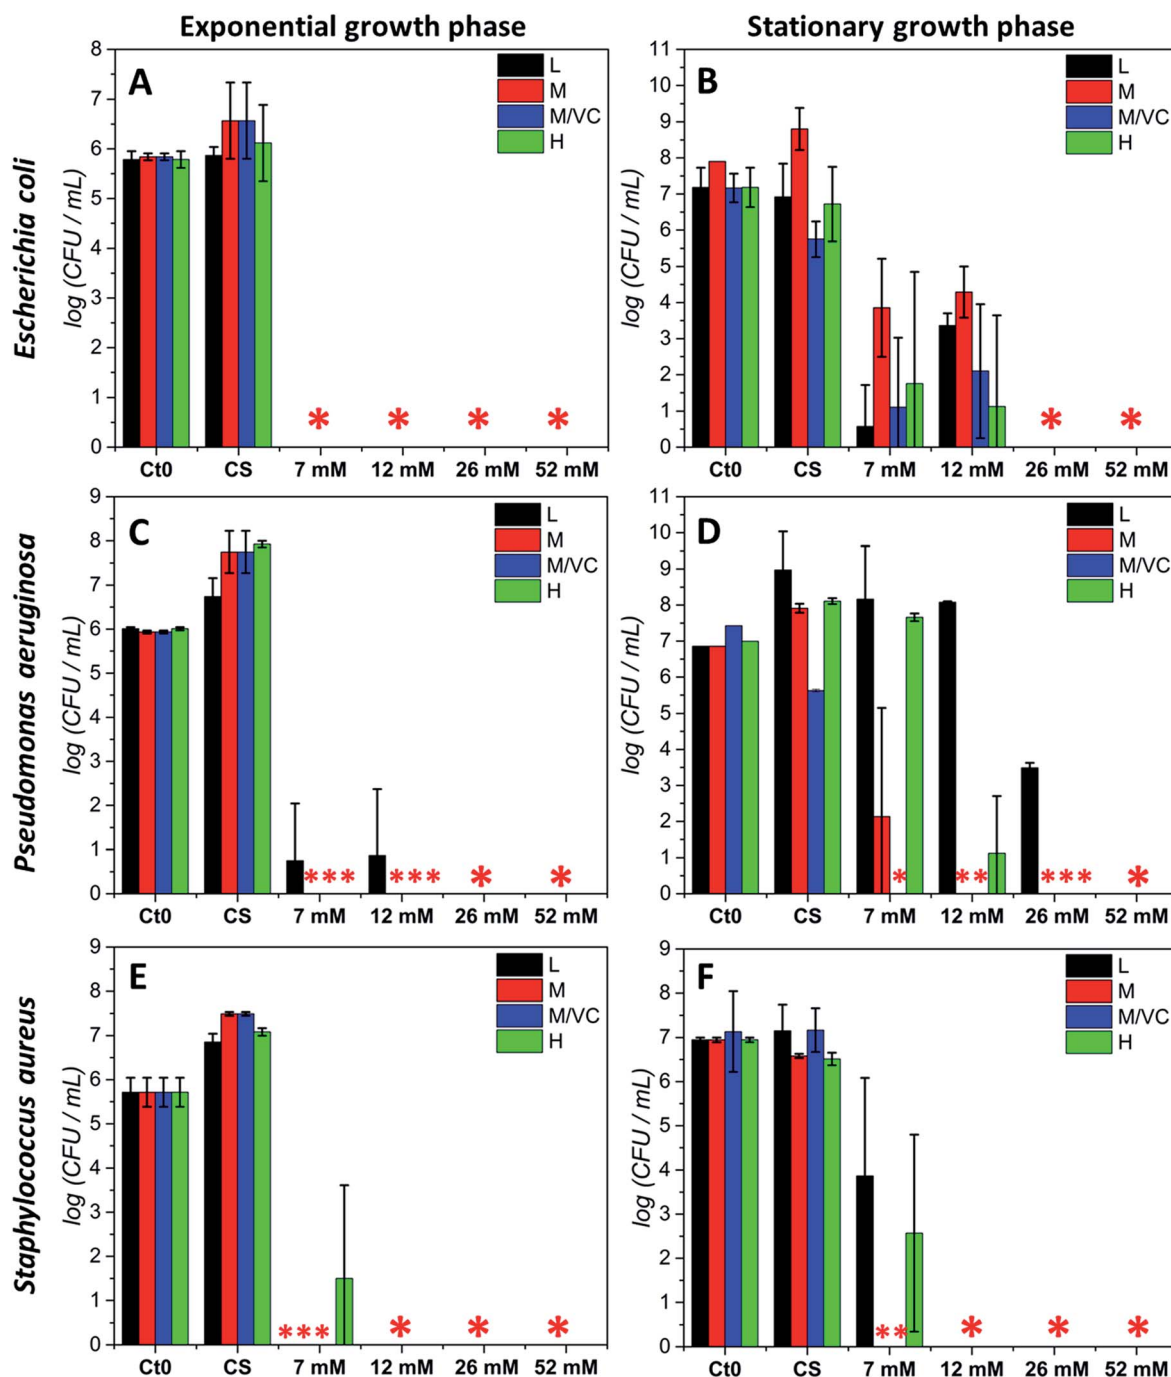 Exponential growth phase
Stationary growth phase
Escherichia coli
A
log (CFU / mL)
8
7
6
5
4
3
2
1
0
L
M
M/VC
H
* * * *
Ct0 CS 7 mM 12 mM 26 mM 52 mM
B
log (CFU / mL)
11
10
9
8
7
6
5
4
3
2
1
0
L
M
M/VC
H
* *
Ct0 CS 7 mM 12 mM 26 mM 52 mM
Pseudomonas aeruginosa
C
log (CFU / mL)
9
8
7
6
5
4
3
2
1
0
L
M
M/VC
H
*** *** * *
Ct0 CS 7 mM 12 mM 26 mM 52 mM
D
log (CFU / mL)
11
10
9
8
7
6
5
4
3
2
1
0
L
M
M/VC
H
* ** *** *
Ct0 CS 7 mM 12 mM 26 mM 52 mM
Staphylococcus aureus
E
log (CFU / mL)
9
8
7
6
5
4
3
2
1
0
L
M
M/VC
H
*** * * *
Ct0 CS 7 mM 12 mM 26 mM 52 mM
F
log (CFU / mL)
9
8
7
6
5
4
3
2
1
0
L
M
M/VC
H
** * * *
Ct0 CS 7 mM 12 mM 26 mM 52 mM